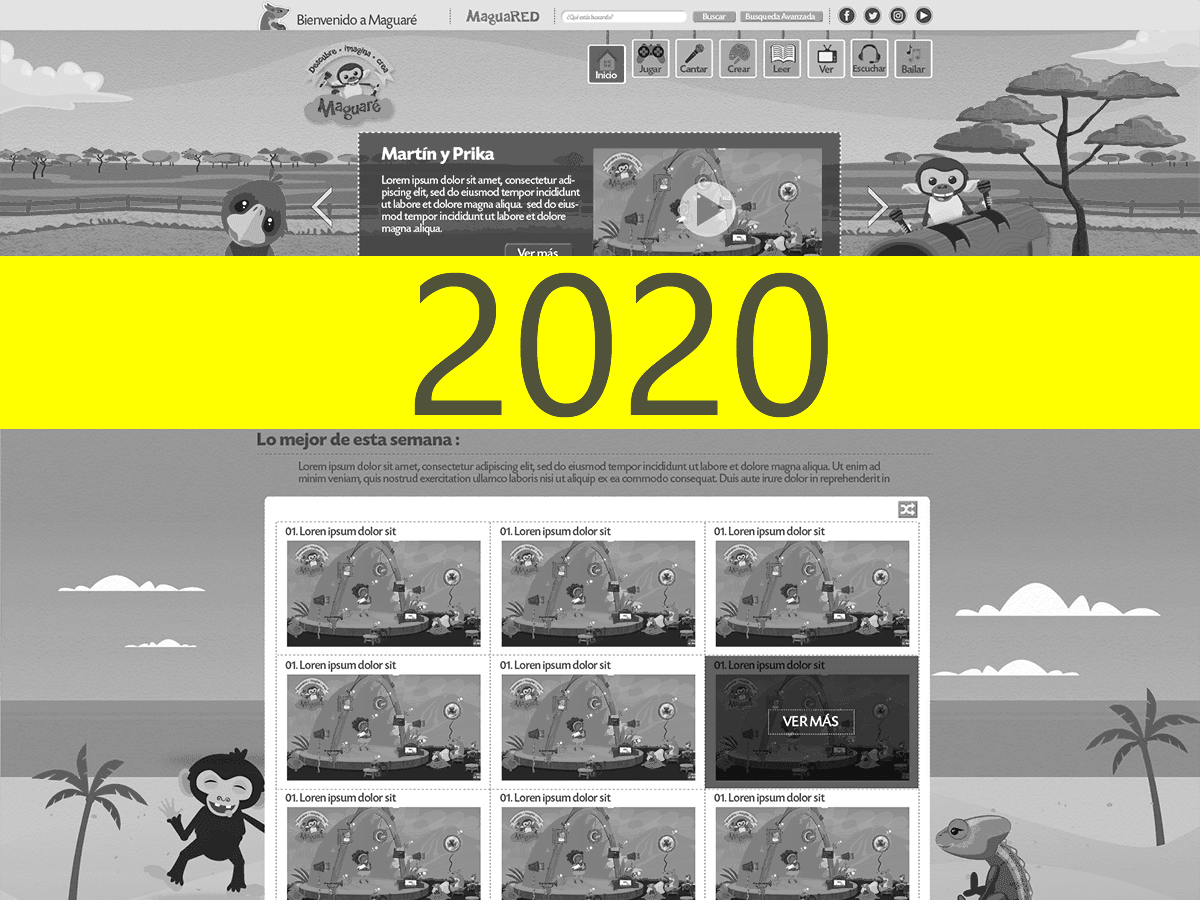 Bienvenido a Maguaré
MaguaRED
¿Qué estás buscando?
Buscar
Busqueda Avanzada
Descubre • imagina • crea
Maguaré
Inicio
Jugar
Cantar
Crear
Leer
Ver
Escuchar
Bailar
Martín y Prika
Lorem ipsum dolor sit amet, consectetur adi-
piscing elit, sed do eiusmod tempor incididunt
ut labore et dolore magna aliqua. sed do eius-
mod tempor incididunt ut labore et dolore
magna .aliqua.
Ver más
2020
Lo mejor de esta semana :
Lorem ipsum dolor sit amet, consectetur adipiscing elit, sed do eiusmod tempor incididunt ut labore et dolore magna aliqua. Ut enim ad
minim veniam, quis nostrud exercitation ullamco laboris nisi ut aliquip ex ea commodo consequat. Duis aute irure dolor in reprehenderit in
01. Loren ipsum dolor sit
01. Loren ipsum dolor sit
01. Loren ipsum dolor sit
01. Loren ipsum dolor sit
01. Loren ipsum dolor sit
01. Loren ipsum dolor sit
VER MÁS
01. Loren ipsum dolor sit
01. Loren ipsum dolor sit
01. Loren ipsum dolor sit